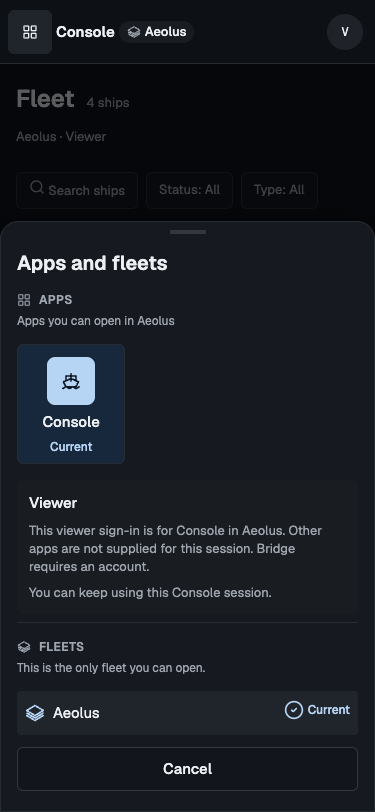 Console Aeolus V
Fleet 4 ships
Aeolus · Viewer
Search ships Status: All Type: All
Apps and fleets
APPS
Apps you can open in Aeolus
Console
Current
Viewer
This viewer sign-in is for Console in Aeolus. Other
apps are not supplied for this session. Bridge
requires an account.
You can keep using this Console session.
FLEETS
This is the only fleet you can open.
Aeolus Current
Cancel